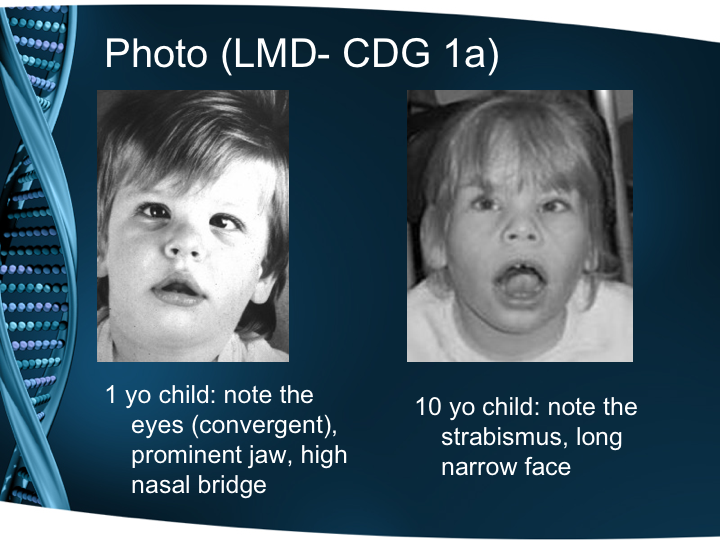 Photo (LMD- CDG 1a)
1 yo child: note the
eyes (convergent),
prominent jaw, high
nasal bridge
10 yo child: note the
strabismus, long
narrow face